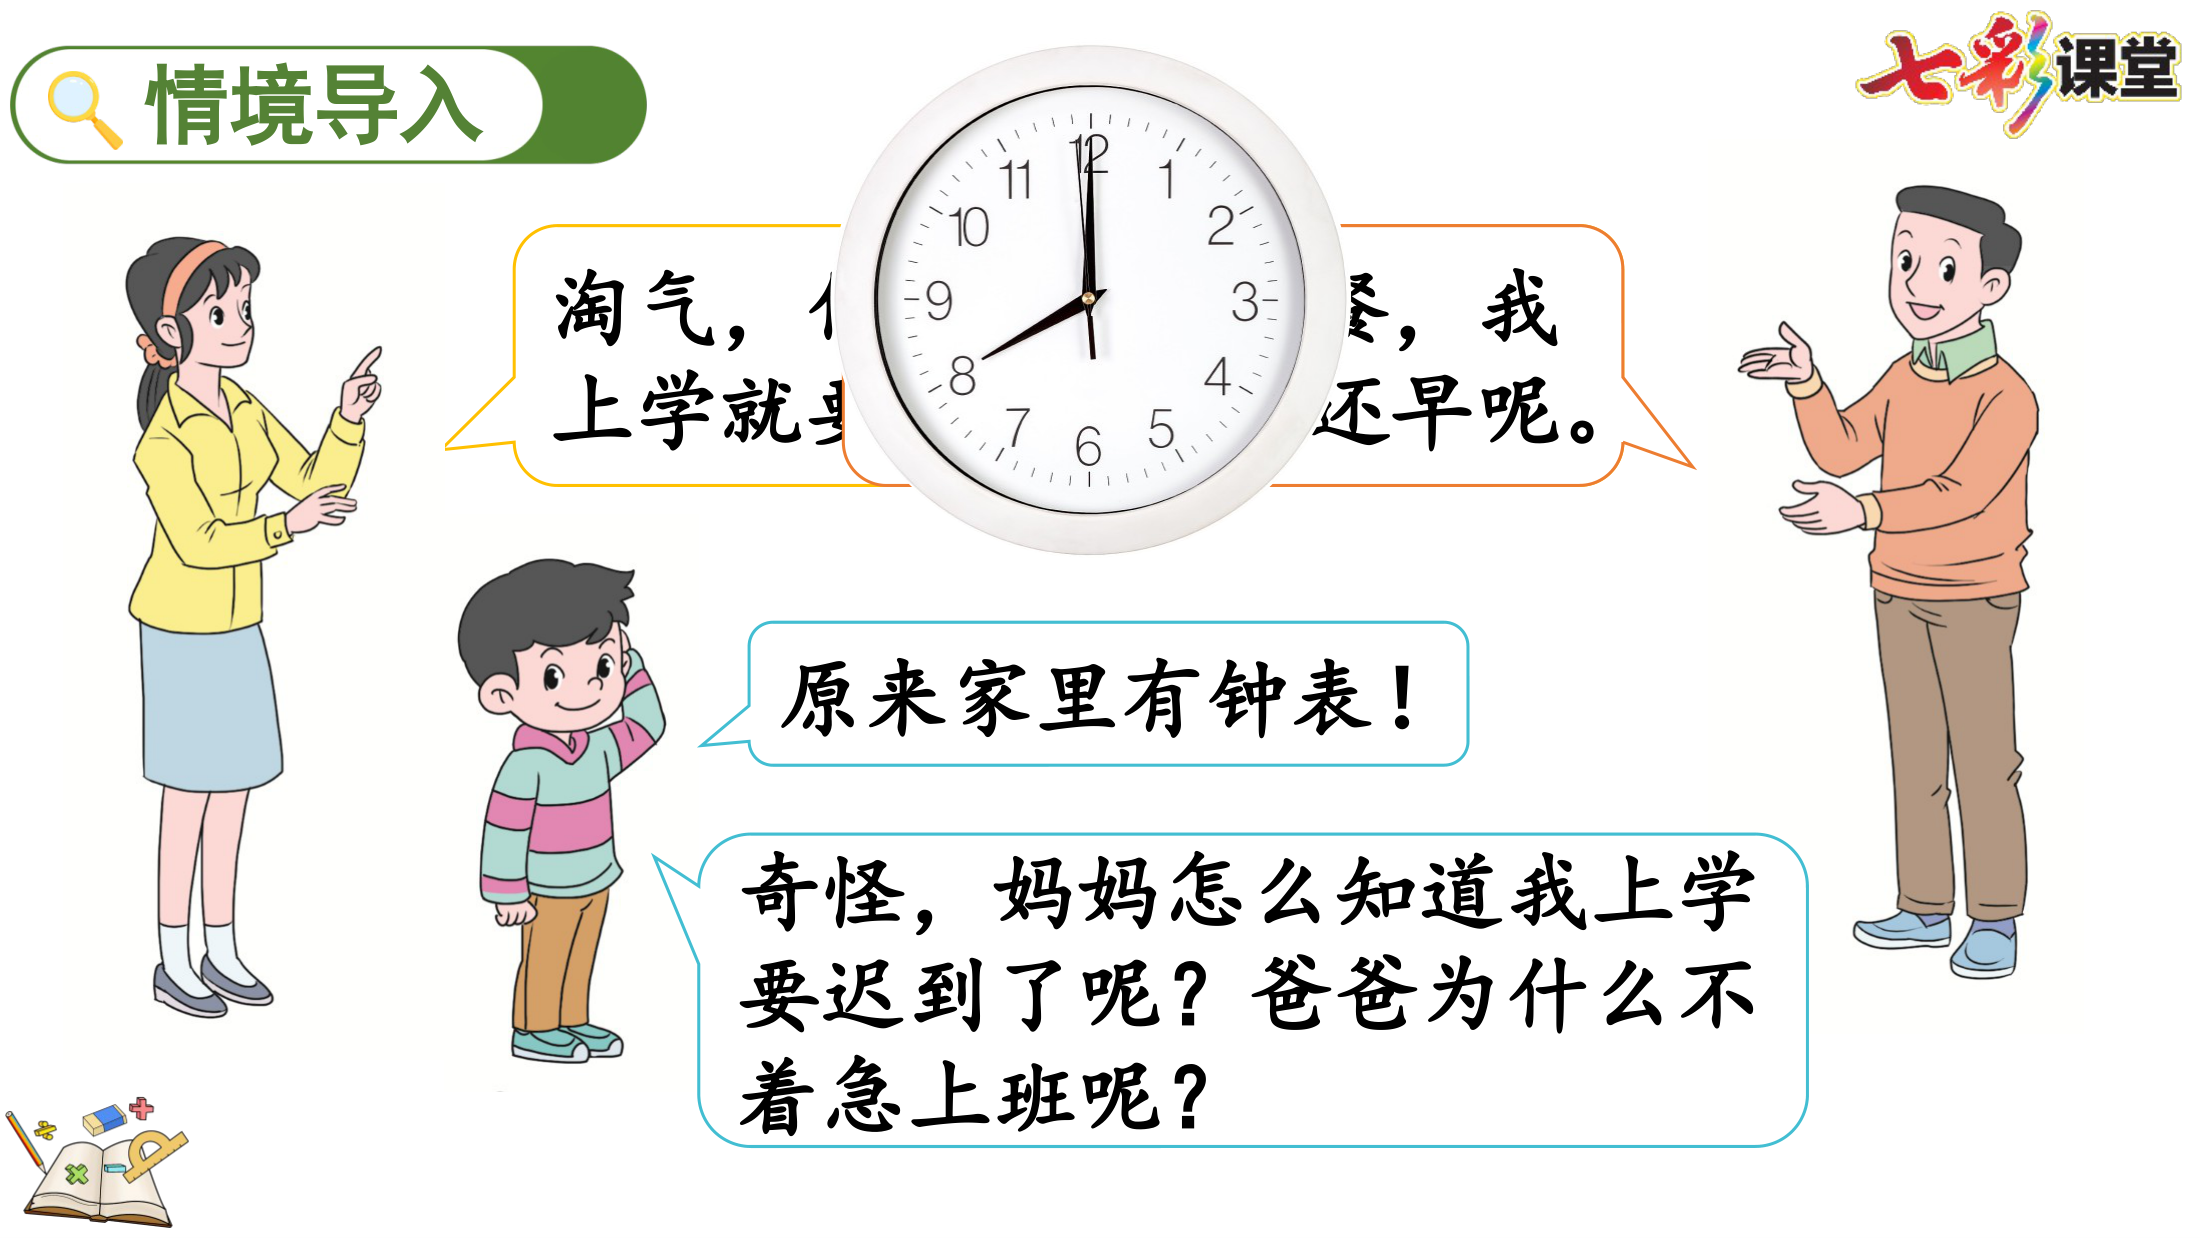 情境导入
七彩课堂
淘气，
上学就
餐，我
还早呢。
12
1
2
3
4
5
6
7
8
9
10
11
原来家里有钟表！
奇怪，妈妈怎么知道我上学
要迟到了呢？爸爸为什么不
着急上班呢？